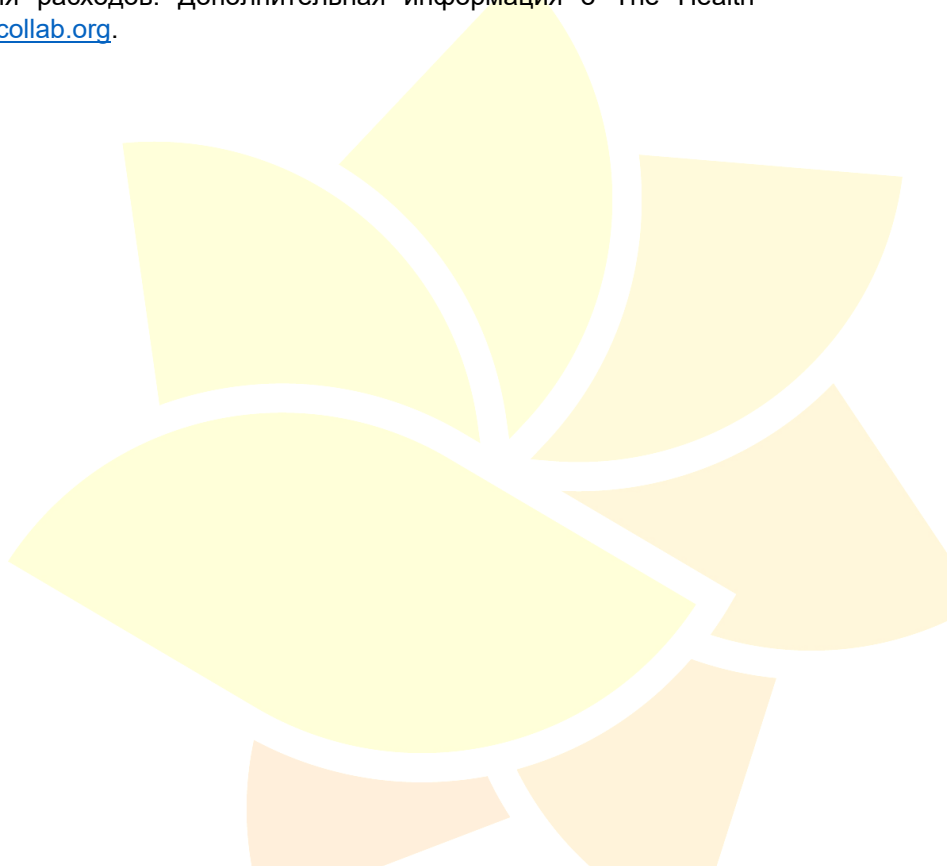 расходов. Дополнительная информация о The Health
collab.org.